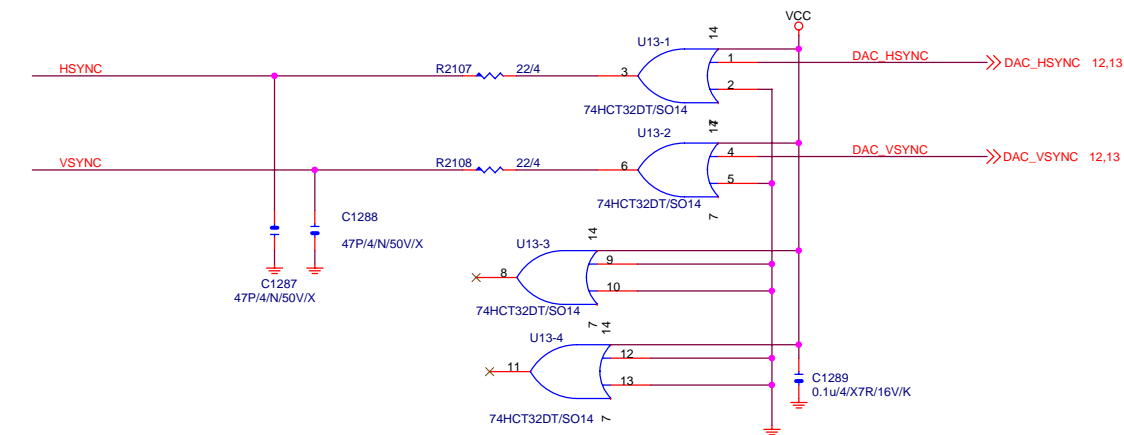 VCC
U13-1
14
HSYNC
R2107
22/4
3
1
DAC_HSYNC
DAC_HSYNC 12,13
2
74HCT32DT/SO14
U13-2
7
14
VSYNC
R2108
22/4
6
4
DAC_VSYNC
DAC_VSYNC 12,13
5
74HCT32DT/SO14
7
C1288
47P/4/N/50V/X
U13-3
14
8
9
10
C1287
47P/4/N/50V/X
74HCT32DT/SO14
7
14
U13-4
11
12
13
C1289
0.1u/4/X7R/16V/K
74HCT32DT/SO14
7